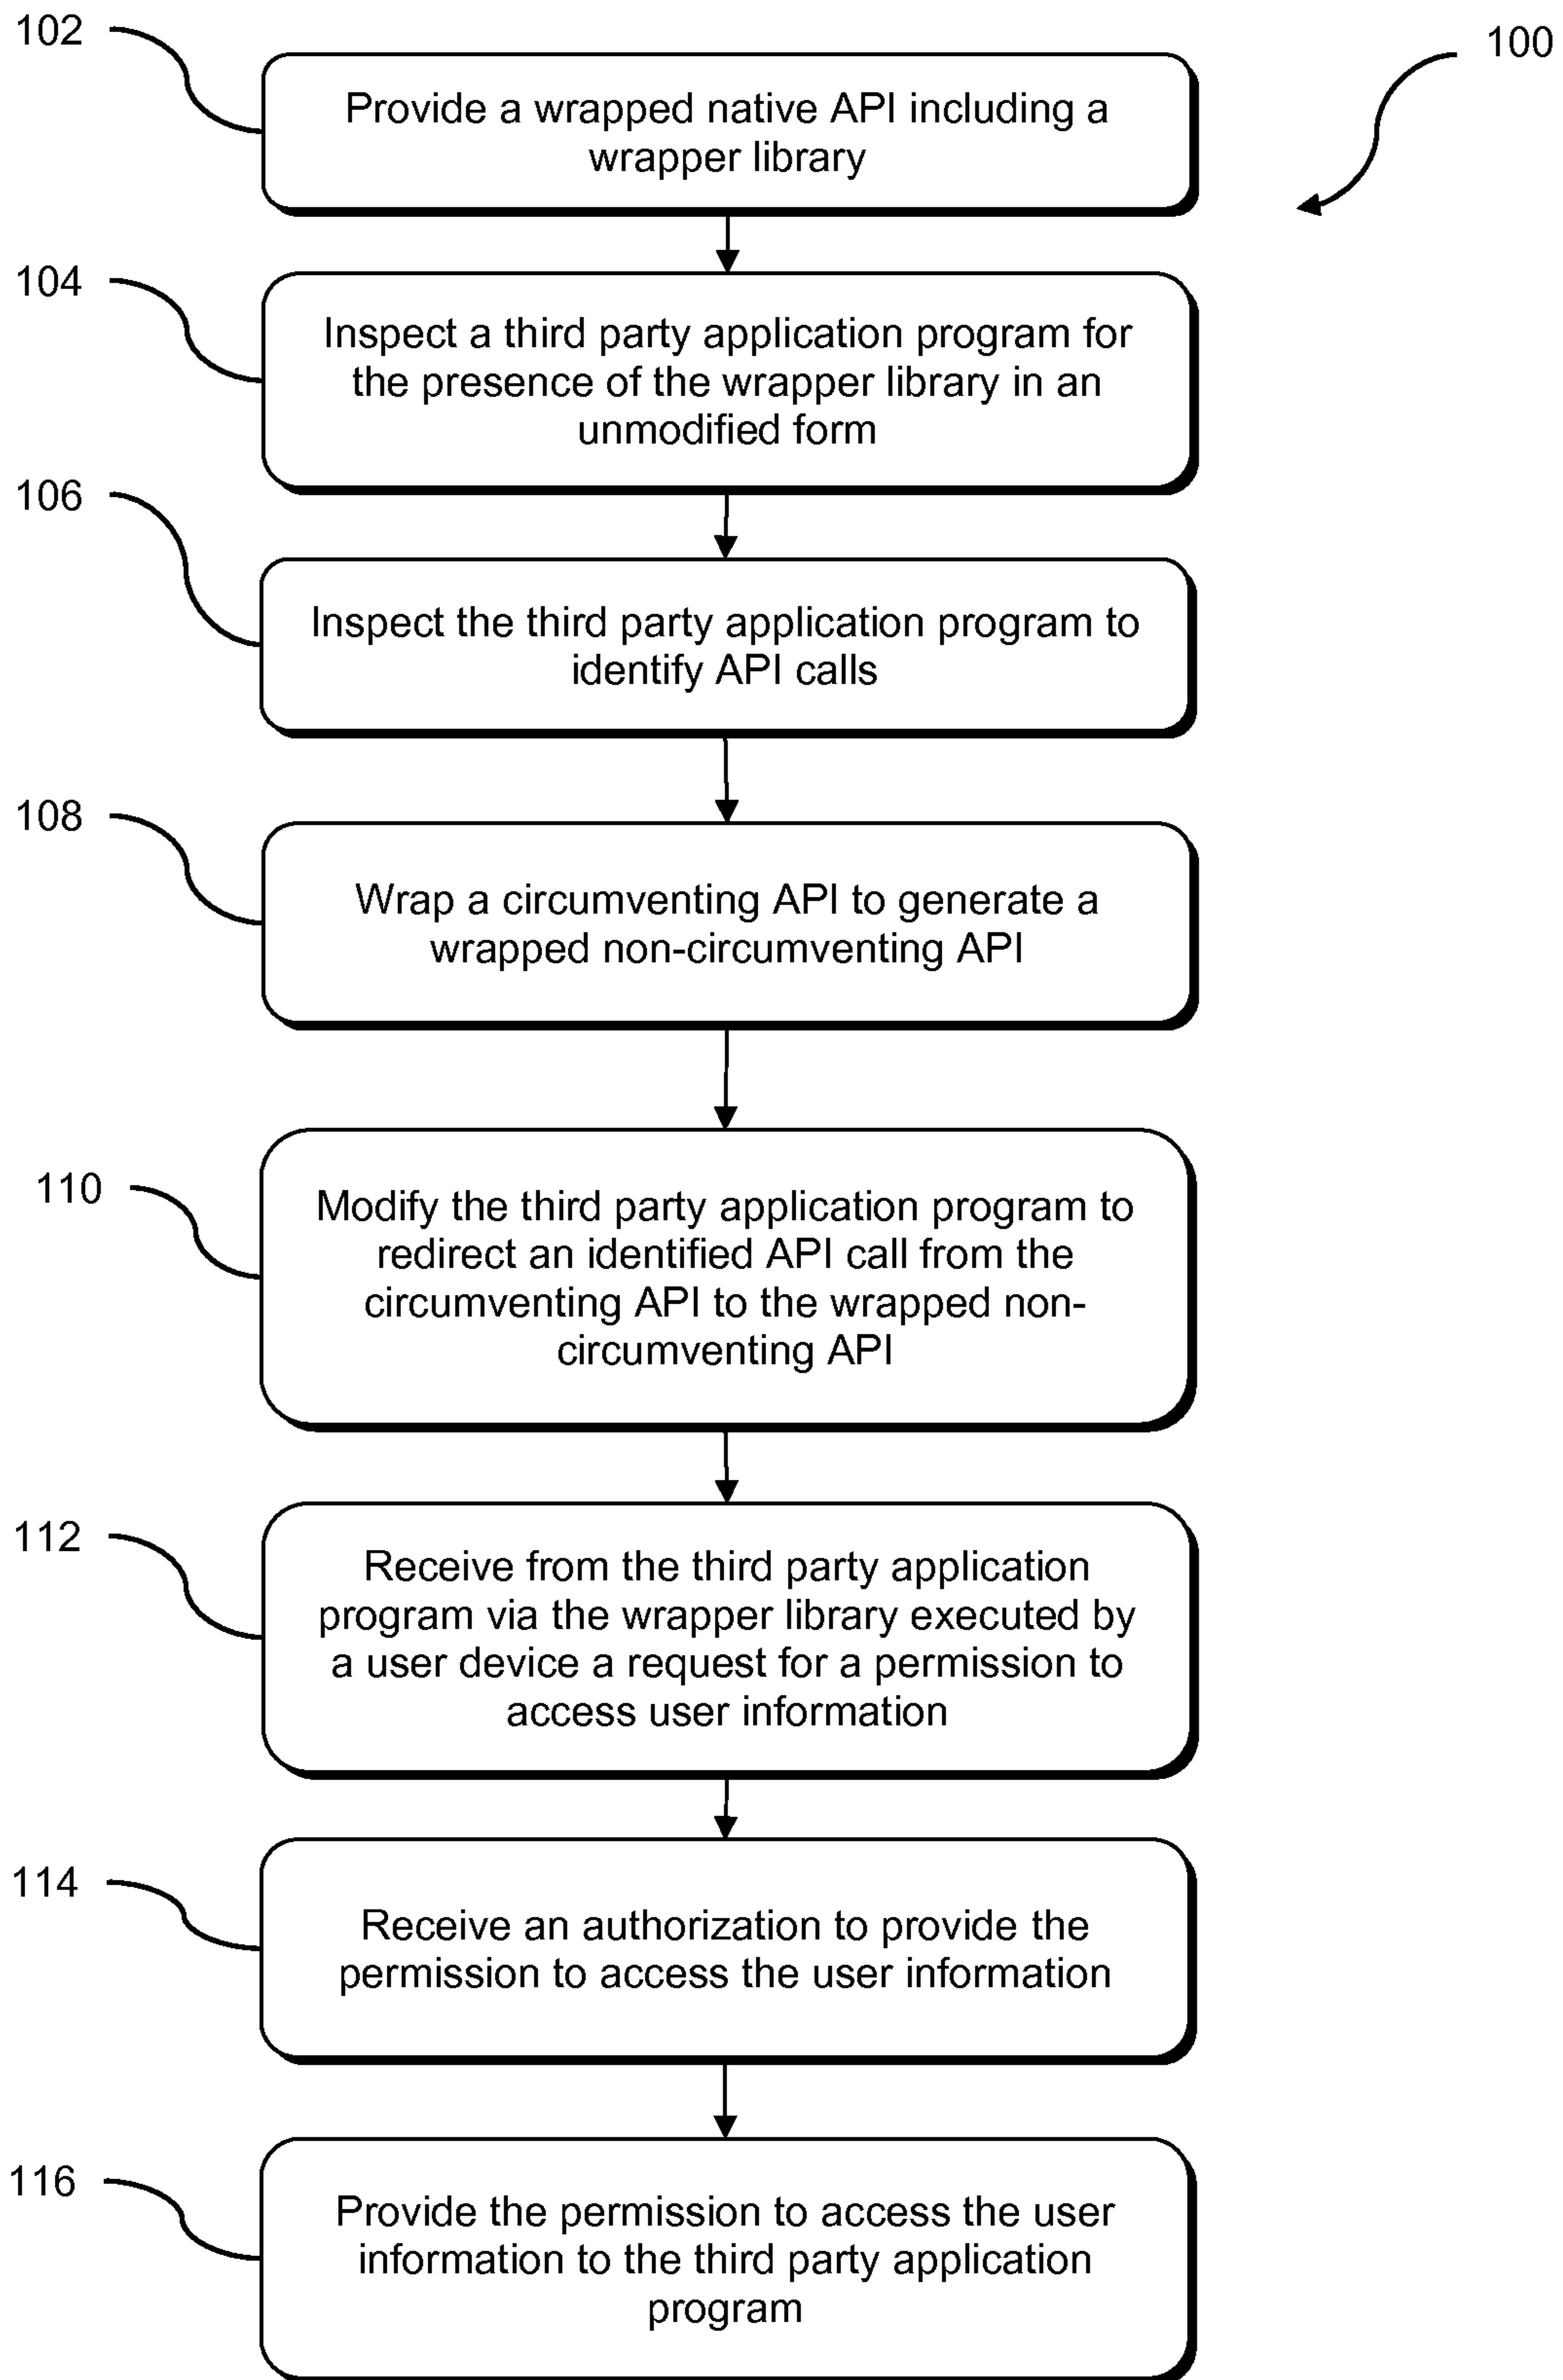 102
100
Provide a wrapped native API including a
wrapper library
104
Inspect a third party application program for
the presence of the wrapper library in an
unmodified form
106
Inspect the third party application program to
identify API calls
108
Wrap a circumventing API to generate a
wrapped non-circumventing API
110
Modify the third party application program to
redirect an identified API call from the
circumventing API to the wrapped non-
circumventing API
112
Receive from the third party application
program via the wrapper library executed by
a user device a request for a permission to
access user information
114
Receive an authorization to provide the
permission to access the user information
116
Provide the permission to access the user
information to the third party application
program